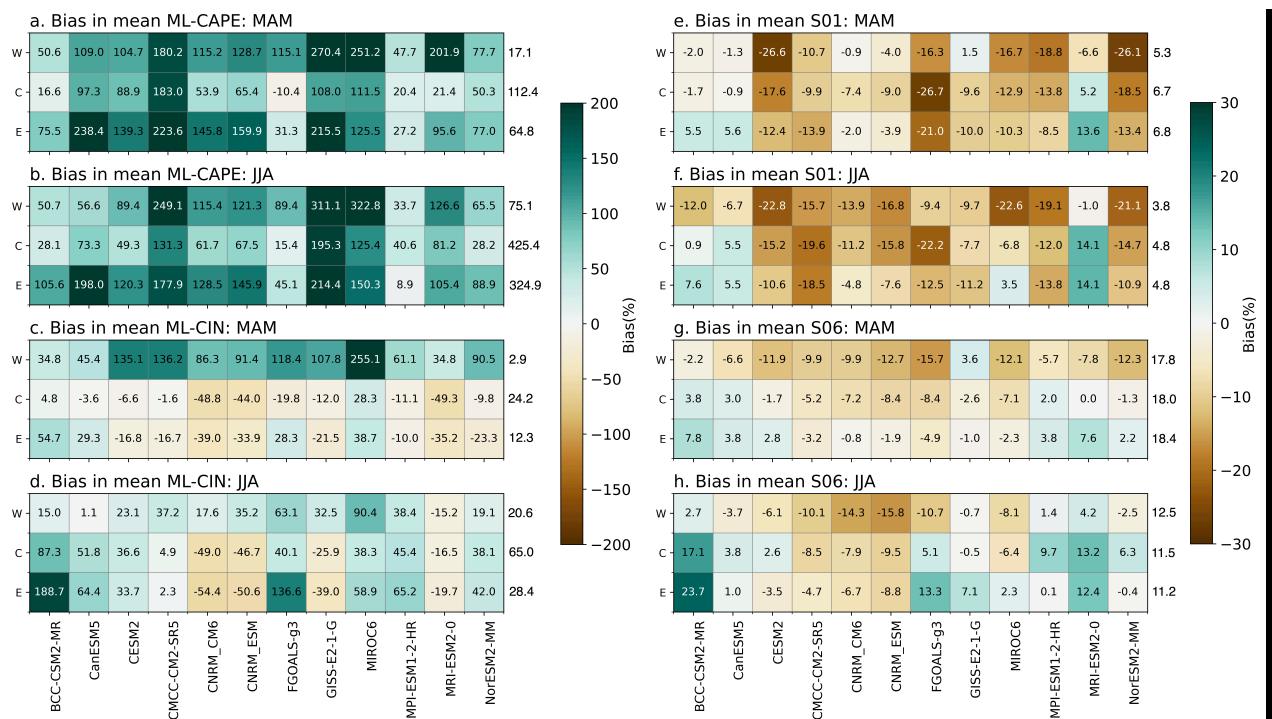 a. Bias in mean ML-CAPE: MAM
W 50.6 109.0 104.7 180.2 115.2 128.7 115.1 270.4 251.2 47.7 201.9 77.7 17.1
C 16.6 97.3 88.9 183.0 53.9 65.4 -10.4 108.0 111.5 20.4 21.4 50.3 112.4
E 75.5 238.4 139.3 223.6 145.8 159.9 31.3 215.5 125.5 27.2 95.6 77.0 64.8
b. Bias in mean ML-CAPE: JJA
W 50.7 56.6 89.4 249.1 115.4 121.3 89.4 311.1 322.8 33.7 126.6 65.5 75.1
C 28.1 73.3 49.3 131.3 61.7 67.5 15.4 195.3 125.4 40.6 81.2 28.2 425.4
E 105.6 198.0 120.3 177.9 128.5 145.9 45.1 214.4 150.3 8.9 105.4 88.9 324.9
c. Bias in mean ML-CIN: MAM
W 34.8 45.4 135.1 136.2 86.3 91.4 118.4 107.8 255.1 61.1 34.8 90.5 2.9
C 4.8 -3.6 -6.6 -1.6 -48.8 -44.0 -19.8 -12.0 28.3 -11.1 -49.3 -9.8 24.2
E 54.7 29.3 -16.8 -16.7 -39.0 -33.9 28.3 -21.5 38.7 -10.0 -35.2 -23.3 12.3
d. Bias in mean ML-CIN: JJA
W 15.0 1.1 23.1 37.2 17.6 35.2 63.1 32.5 90.4 38.4 -15.2 19.1 20.6
C 87.3 51.8 36.6 4.9 -49.0 -46.7 40.1 -25.9 38.3 45.4 -16.5 38.1 65.0
E 188.7 64.4 33.7 2.3 -54.4 -50.6 136.6 -39.0 58.9 65.2 -19.7 42.0 28.4
BCC-CSM2-MR
CanESM5
CESM2
CMCC-CM2-SR5
CNRM_CM6
CNRM_ESM
FGOALS-g3
GISS-E2-1-G
MIROC6
MPI-ESM1-2-HR
MRI-ESM2-0
NorESM2-MM
200
150
100
50
0
−50
−100
−150
−200
Bias(%)
e. Bias in mean S01: MAM
W -2.0 -1.3 -26.6 -10.7 -0.9 -4.0 -16.3 1.5 -16.7 -18.8 -6.6 -26.1 5.3
C -1.7 -0.9 -17.6 -13.2 -7.4 -9.0 -26.7 -9.6 -12.9 -13.8 5.2 -18.5 6.7
E 5.5 5.6 -12.4 -13.9 -2.0 -3.9 -21.0 -10.0 -10.3 -8.5 13.6 -13.4 6.8
f. Bias in mean S01: JJA
W -12.0 -6.7 -22.8 -15.7 -13.9 -16.8 -9.4 -9.7 -22.6 -19.1 -1.0 -21.1 3.8
C 0.9 5.5 -15.2 -19.6 -11.2 -15.8 -22.2 -7.7 -6.8 -12.0 14.1 -14.7 4.8
E 7.6 5.2 -10.6 -18.5 -4.8 -7.6 -12.5 -11.2 3.5 -13.8 14.1 -10.9 4.8
g. Bias in mean S06: MAM
W -2.2 -6.6 -11.9 -9.9 -9.9 -12.7 -15.7 3.6 -12.1 -5.7 -7.8 -12.3 17.8
C 3.8 3.0 -1.7 -5.2 -7.2 -8.4 -8.4 -2.6 -7.1 2.0 0.0 -1.3 18.0
E 7.8 3.8 2.8 -3.2 -0.8 -1.9 -4.9 -1.0 -2.3 3.8 7.6 2.2 18.4
h. Bias in mean S06: JJA
W 2.7 -3.7 -6.1 -10.1 -14.3 -15.8 -10.7 -0.7 -8.1 1.4 4.2 -2.5 12.5
C 17.1 3.8 2.6 -8.5 -7.9 -9.5 5.1 -0.5 -6.4 9.7 13.2 6.3 11.5
E 23.7 1.0 -3.5 -4.7 -6.7 -8.8 13.3 7.1 2.3 0.1 12.4 -0.4 11.2
BCC-CSM2-MR
CanESM5
CESM2
CMCC-CM2-SR5
CNRM_CM6
CNRM_ESM
FGOALS-g3
GISS-E2-1-G
MIROC6
MPI-ESM1-2-HR
MRI-ESM2-0
NorESM2-MM
30
20
10
0
−10
−20
−30
Bias(%)